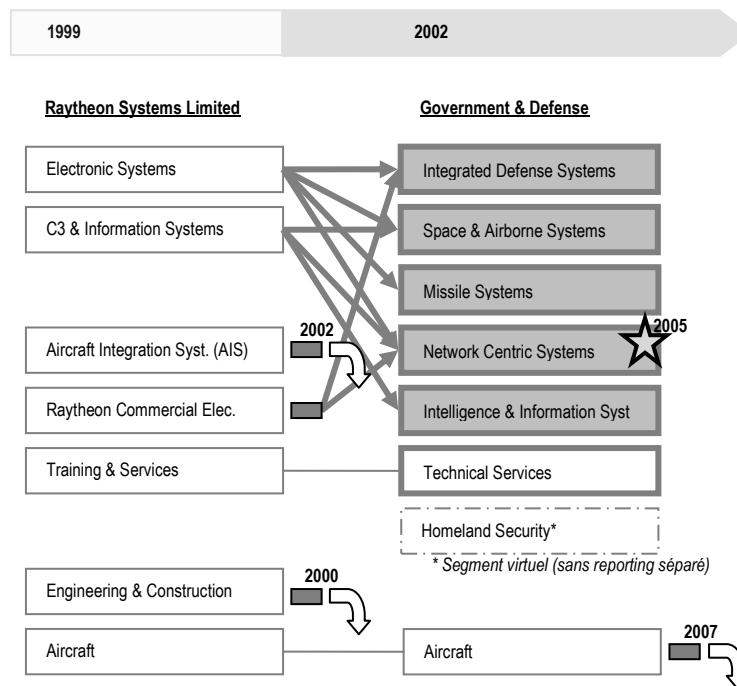 1999 2002
Raytheon Systems Limited Government & Defense
Electronic Systems Integrated Defense Systems
C3 & Information Systems Space & Airborne Systems
Missile Systems
2002 2005
Aircraft Integration Syst. (AIS) Network Centric Systems
Raytheon Commercial Elec. Intelligence & Information Syst
Training & Services Technical Services
Homeland Security*
* Segment virtuel (sans reporting séparé)
2000
Engineering & Construction
2007
Aircraft Aircraft